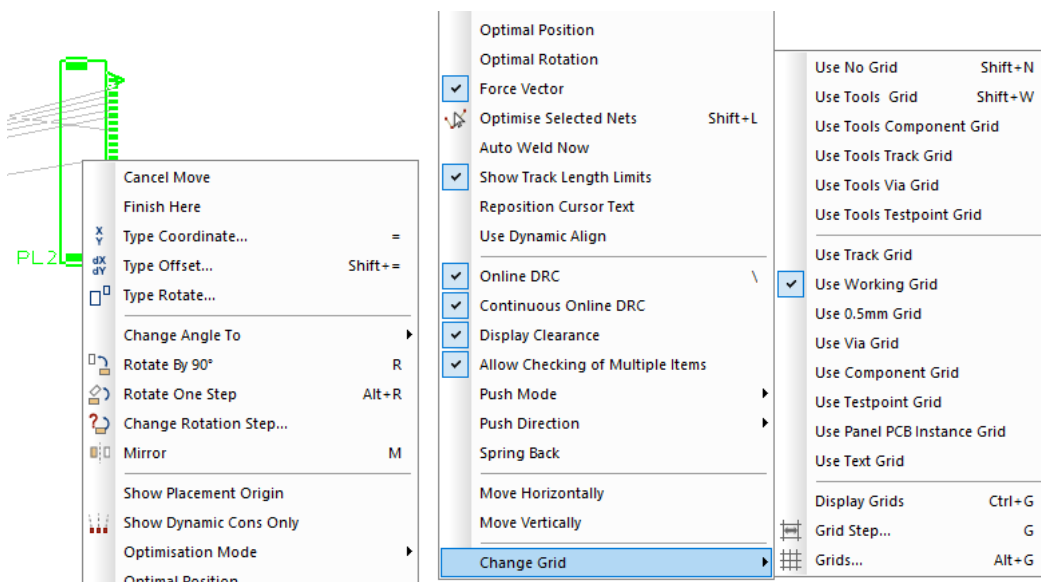 PL2
Cancel Move
Finish Here
X
Y
Type Coordinate... =
dX
dY
Type Offset... Shift+=
Type Rotate...
Change Angle To
Rotate By 90° R
Rotate One Step Alt+R
?
Change Rotation Step...
Mirror M
Show Placement Origin
Show Dynamic Cons Only
Optimisation Mode
Optimal Position
Optimal Position
Optimal Rotation
Force Vector
Optimise Selected Nets Shift+L
Auto Weld Now
Show Track Length Limits
Reposition Cursor Text
Use Dynamic Align
Online DRC \
Continuous Online DRC
Display Clearance
Allow Checking of Multiple Items
Push Mode
Push Direction
Spring Back
Move Horizontally
Move Vertically
Change Grid
Use No Grid Shift+N
Use Tools Grid Shift+W
Use Tools Component Grid
Use Tools Track Grid
Use Tools Via Grid
Use Tools Testpoint Grid
Use Track Grid
Use Working Grid
Use 0.5mm Grid
Use Via Grid
Use Component Grid
Use Testpoint Grid
Use Panel PCB Instance Grid
Use Text Grid
Display Grids Ctrl+G
Grid Step... G
Grids... Alt+G